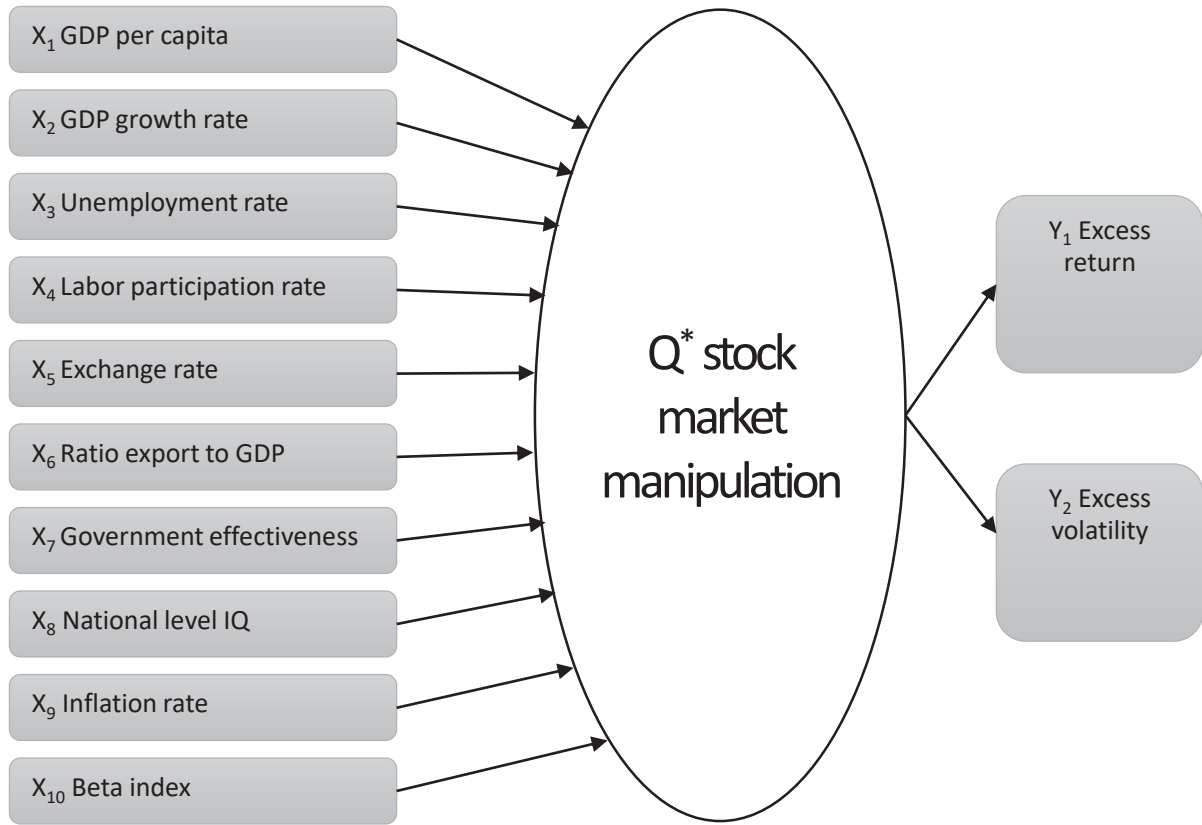 X₁ GDP per capita
X₂ GDP growth rate
X₃ Unemployment rate
X₄ Labor participation rate
X₅ Exchange rate
X₆ Ratio export to GDP
X₇ Government effectiveness
X₈ National level IQ
X₉ Inflation rate
X₁₀ Beta index
Q* stock
market
manipulation
Y₁ Excess
return
Y₂ Excess
volatility